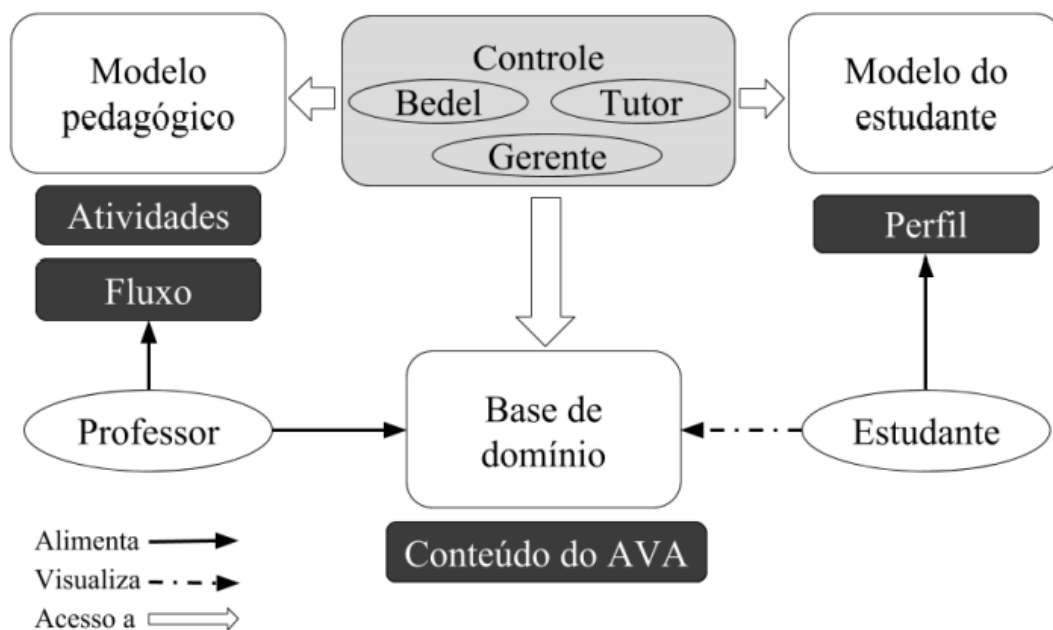 Modelo
pedagógico
Controle
Bedel
Tutor
Gerente
Modelo do
estudante
Atividades
Fluxo
Perfil
Professor
Base de
domínio
Estudante
Conteúdo do AVA
Alimenta
Visualiza
Acesso a